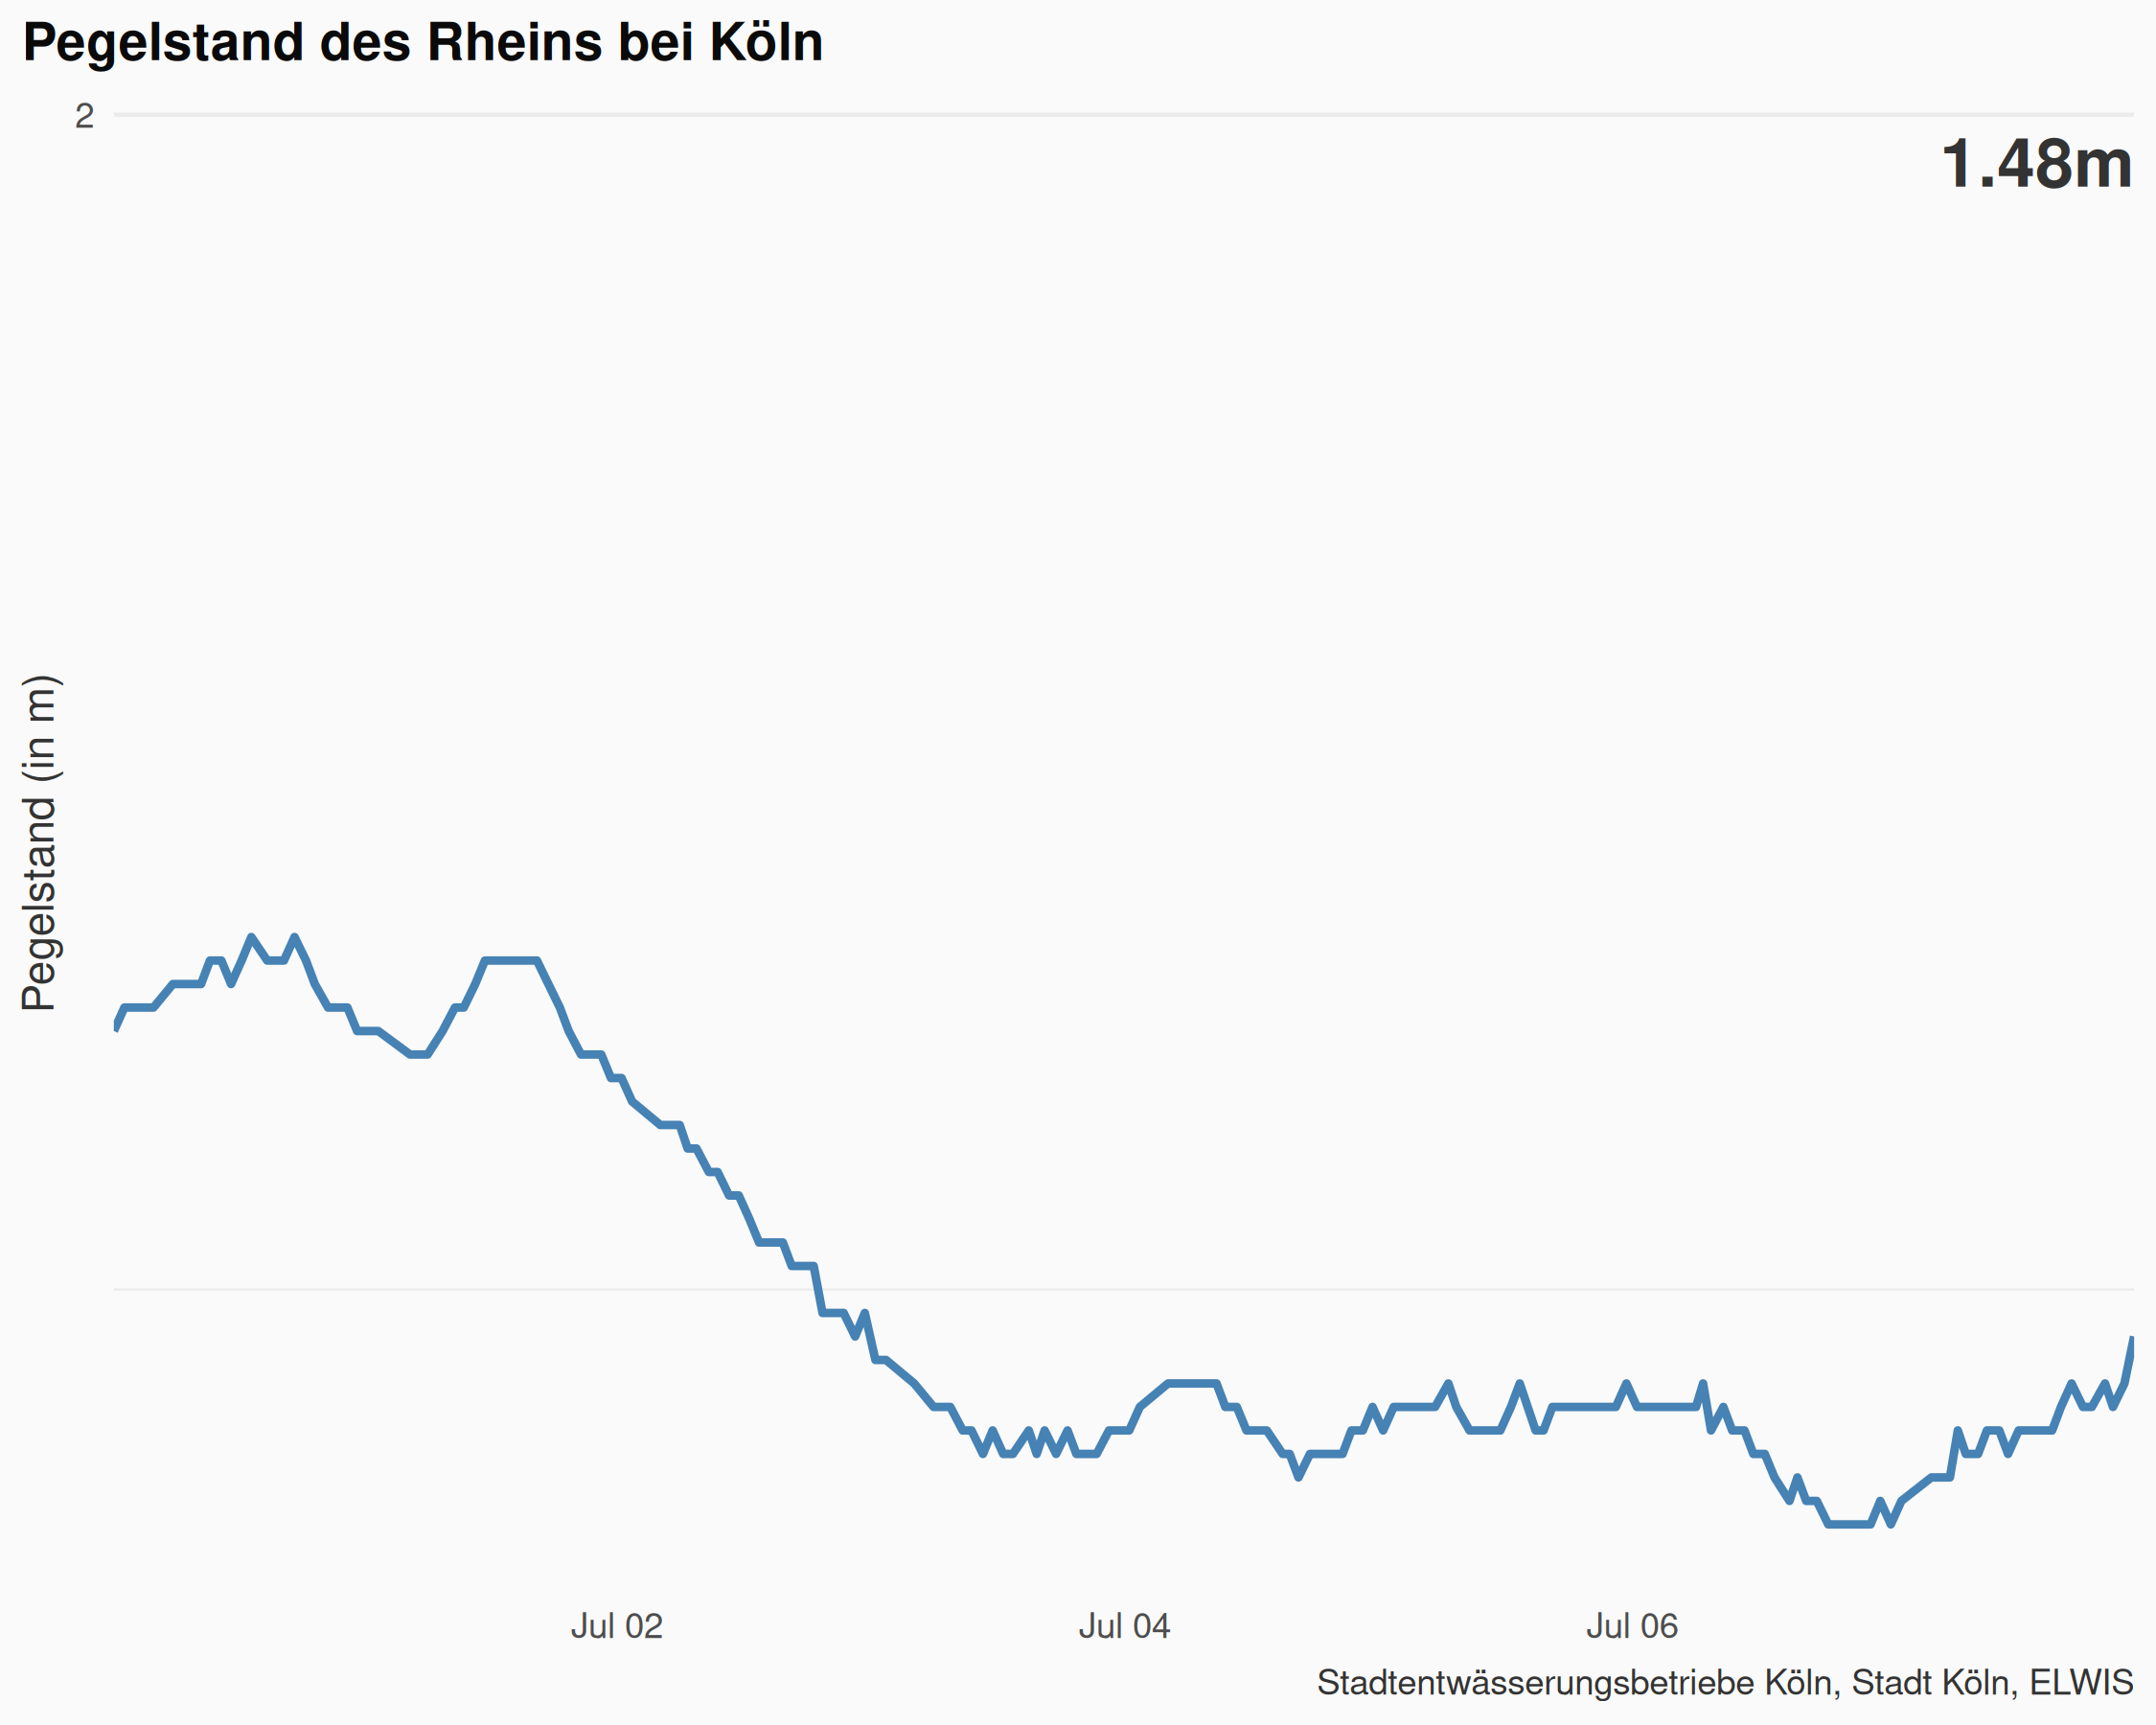 Pegelstand des Rheins bei Köln
2
1.48m
Pegelstand (in m)
Jul 02
Jul 04
Jul 06
Stadtentwässerungsbetriebe Köln, Stadt Köln, ELWIS